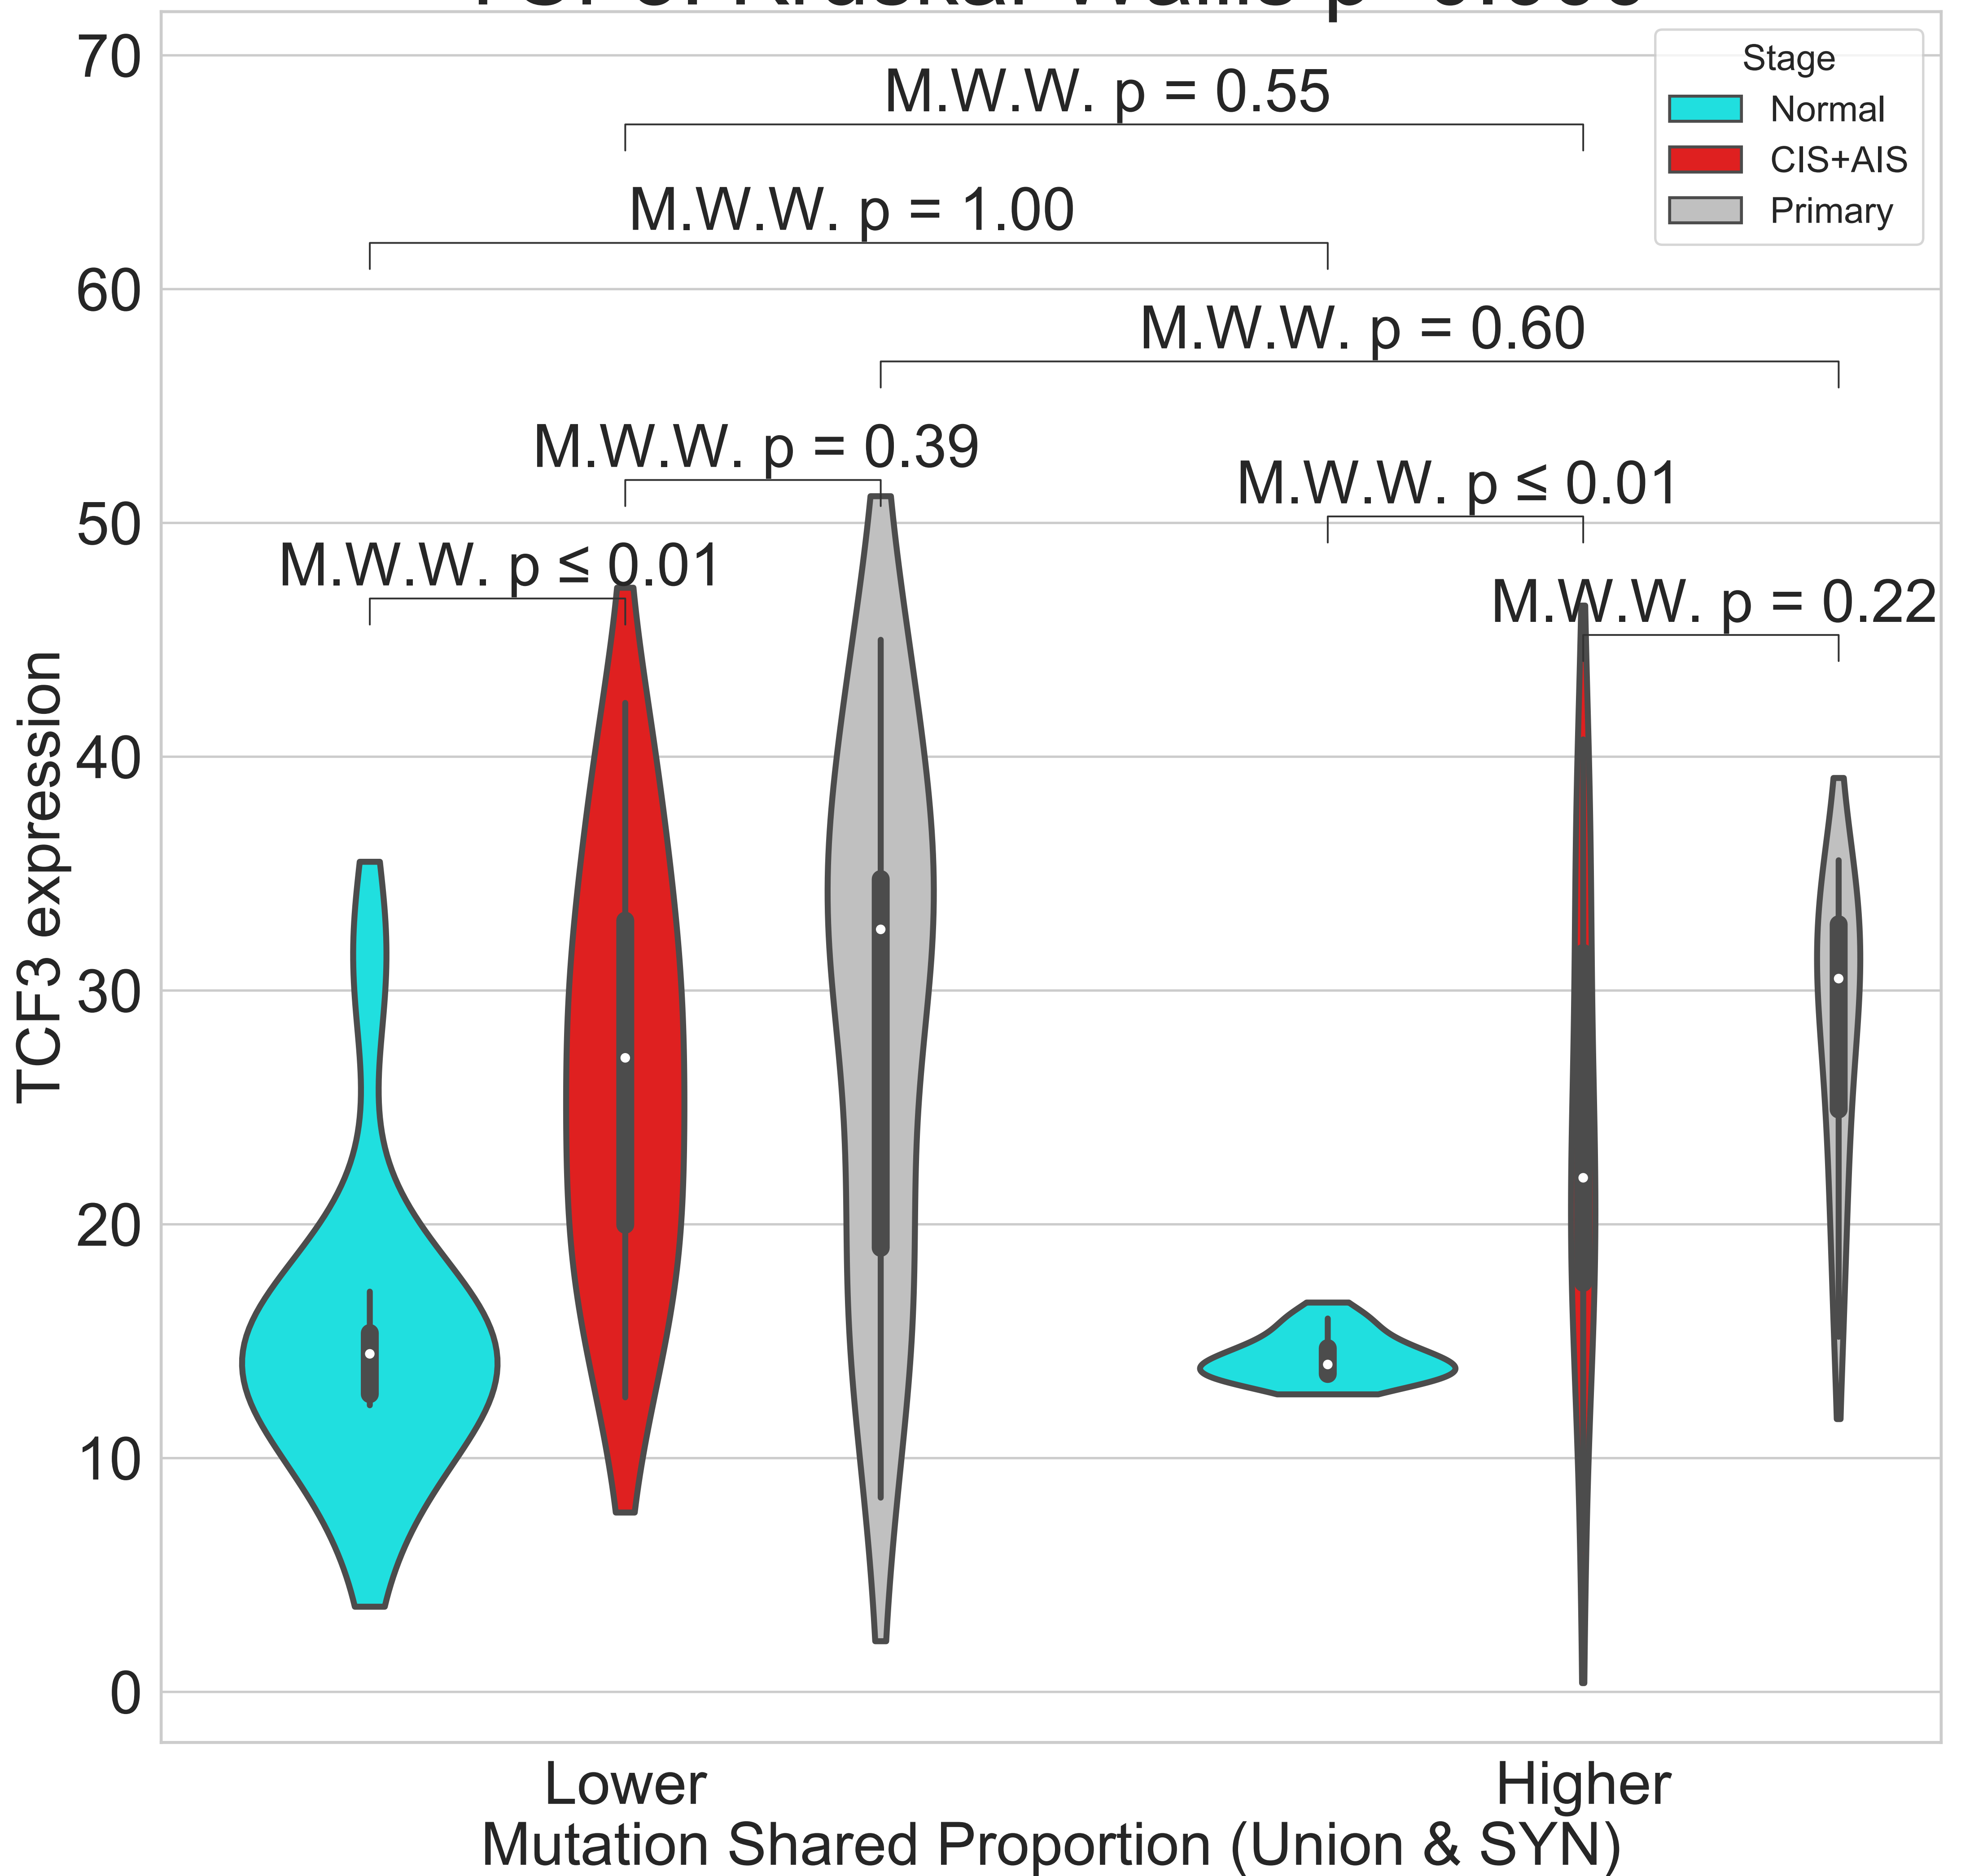 70
60
50
40
30
20
10
0
TCF3 expression
M.W.W. p = 0.55
M.W.W. p = 1.00
M.W.W. p = 0.60
M.W.W. p = 0.39
M.W.W. p ≤ 0.01
M.W.W. p ≤ 0.01
M.W.W. p = 0.22
Stage
Normal
CIS+AIS
Primary
Lower
Higher
Mutation Shared Proportion (Union & SYN)